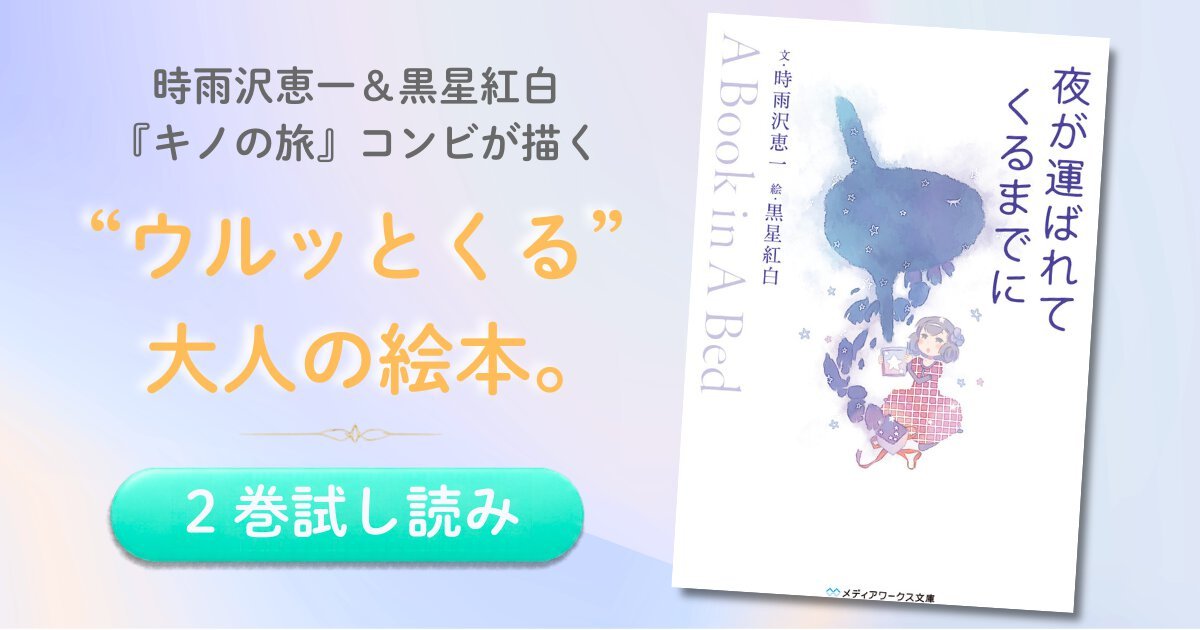 時雨沢恵一＆黒星紅白
『キノの旅』コンビが描く
“ウルッとくる”
大人の絵本。
２巻試し読み
夜が運ばれて
くるまでに
文・時雨沢恵一　絵・黒星紅白
A Book in A Bed
メディアワークス文庫